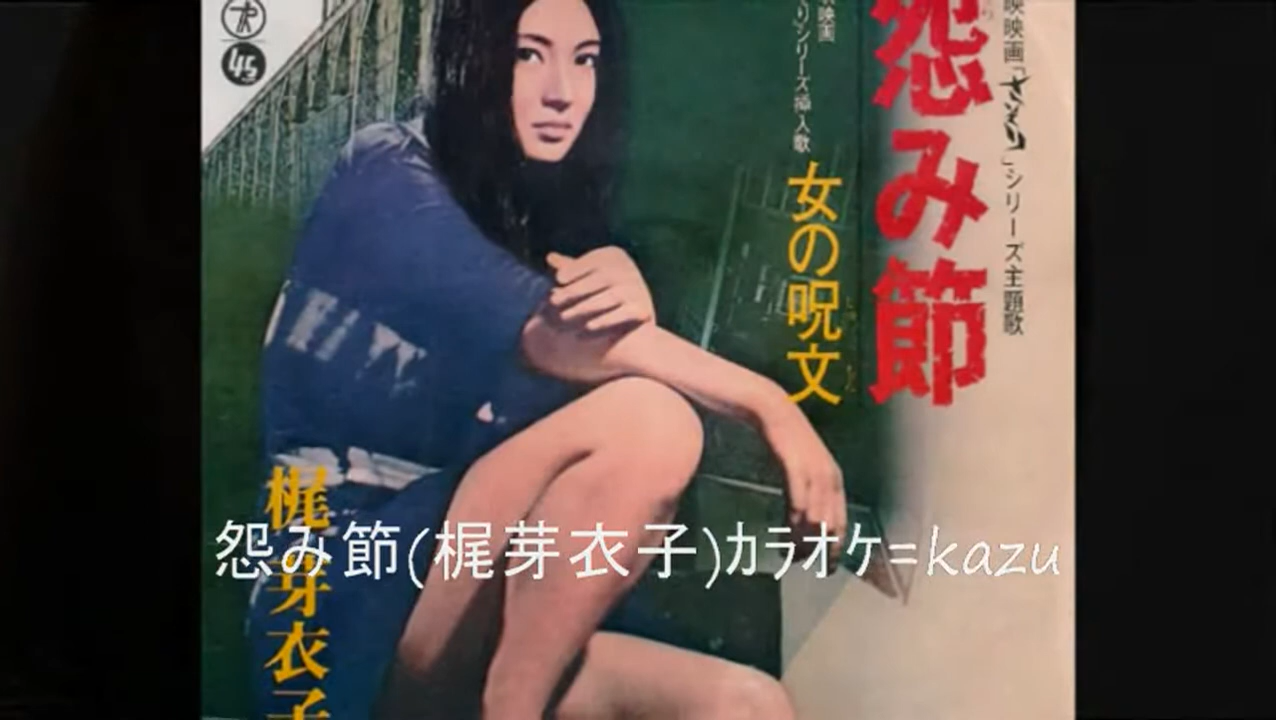 45
映画「さそり」シリーズ主題歌
怨み節
映画
シリーズ挿入歌
女の呪文
梶芽衣子
怨み節(梶芽衣子)ｶﾗｵｹ=kazu